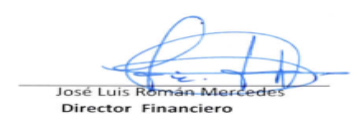 José Luis Román Mercedes
Director Financiero